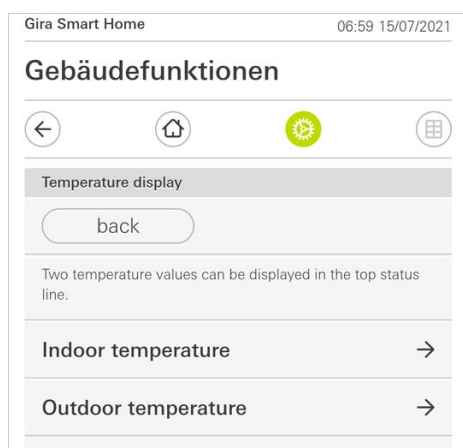 Gira Smart Home 06:59 15/07/2021
Gebäudefunktionen
Temperature display
back
Two temperature values can be displayed in the top status
line.
Indoor temperature
Outdoor temperature